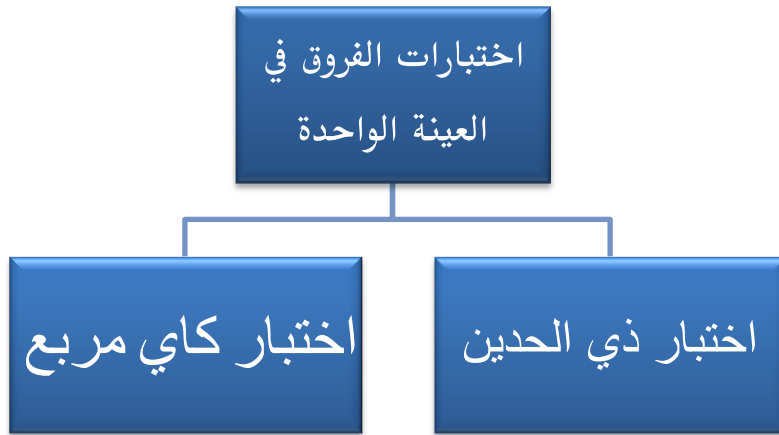 اختبارات الفروق في
العينة الواحدة
اختبار ذي الحدين
اختبار كاي مربع